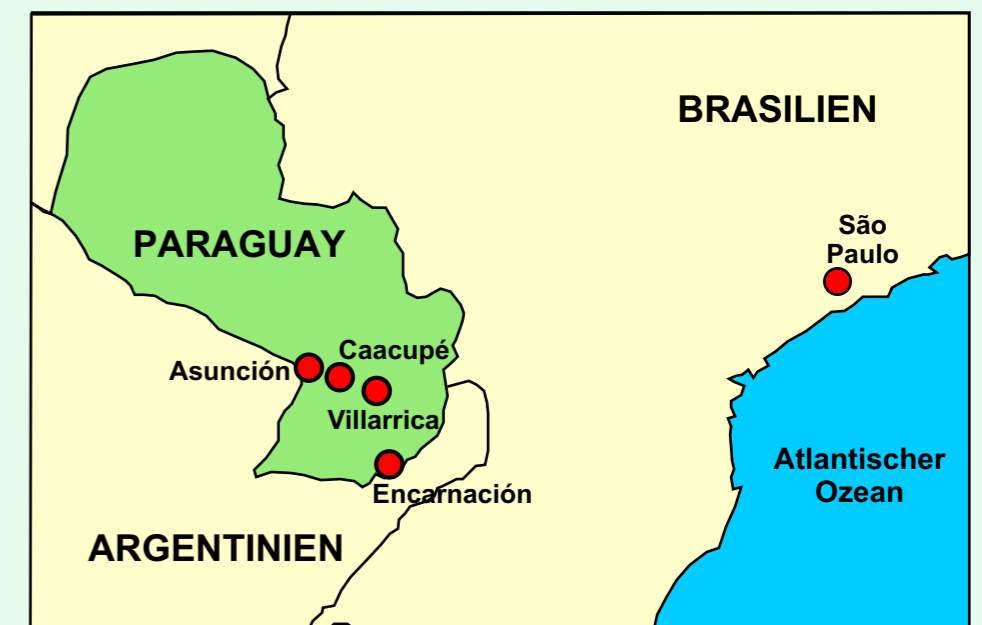 BRASILIEN
São
Paulo
PARAGUAY
Caacupé
Asunción
Villarrica
Atlantischer
Ozean
Encarnación
ARGENTINIEN